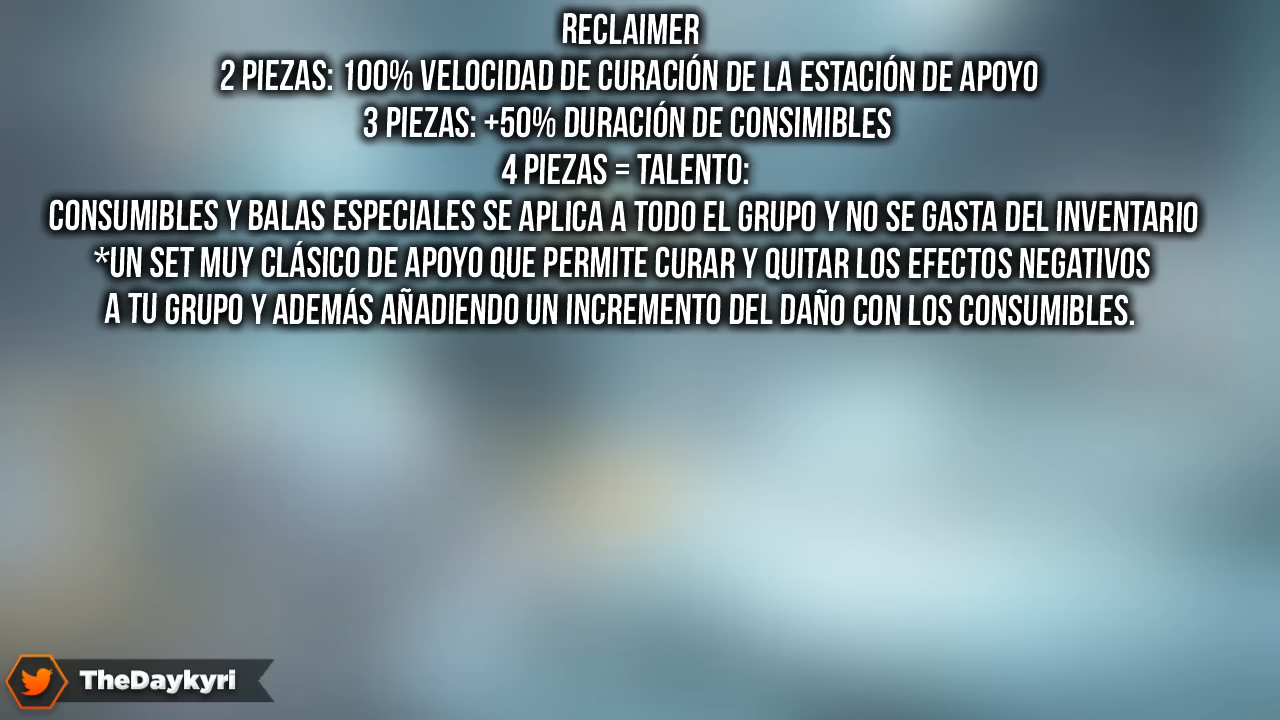 RECLAIMER
2 PIEZAS: 100% VELOCIDAD DE CURACIÓN DE LA ESTACIÓN DE APOYO
3 PIEZAS: +50% DURACIÓN DE CONSIMIBLES
4 PIEZAS = TALENTO:
CONSUMIBLES Y BALAS ESPECIALES SE APLICA A TODO EL GRUPO Y NO SE GASTA DEL INVENTARIO
*UN SET MUY CLÁSICO DE APOYO QUE PERMITE CURAR Y QUITAR LOS EFECTOS NEGATIVOS
A TU GRUPO Y ADEMÁS AÑADIENDO UN INCREMENTO DEL DAÑO CON LOS CONSUMIBLES.
TheDaykyri